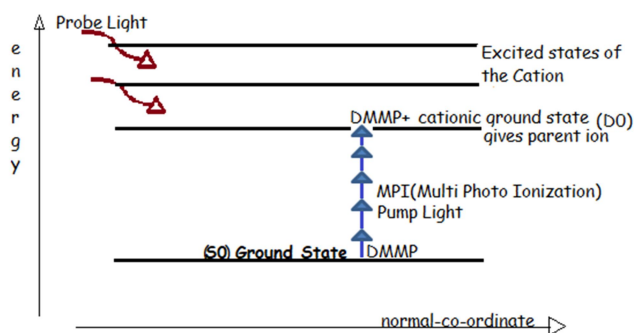 Probe Light
energy
Excited states of
the Cation
DMMP+ cationic ground state (D0)
gives parent ion
MPI(Multi Photo Ionization)
Pump Light
(S0) Ground State DMMP
normal-co-ordinate